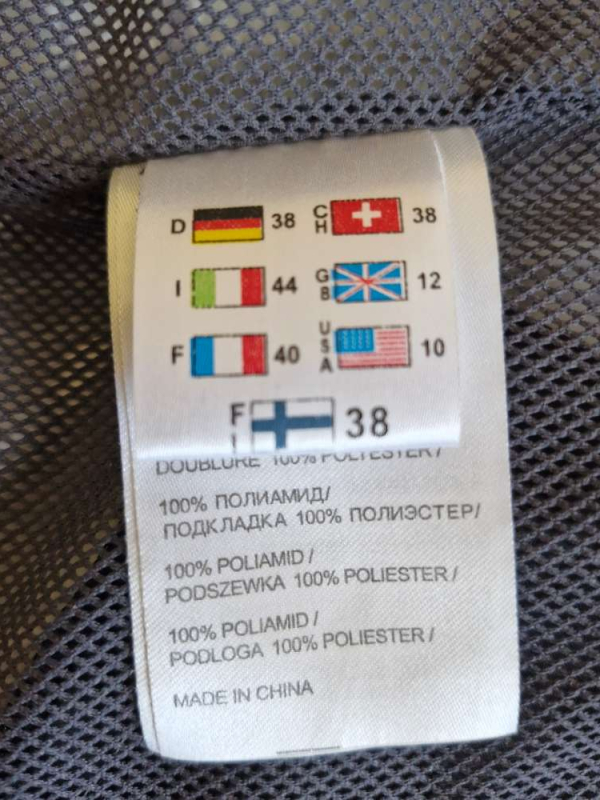 D 38 CH 38
I 44 GB 12
F 40 USA 10
FI 38
DOUBLURE 100% POLYESTER/
100% ПОЛИАМИД/
ПОДКЛАДКА 100% ПОЛИЭСТЕР/
100% POLIAMID /
PODSZEWKA 100% POLIESTER /
100% POLIAMID /
PODLOGA 100% POLIESTER /
MADE IN CHINA